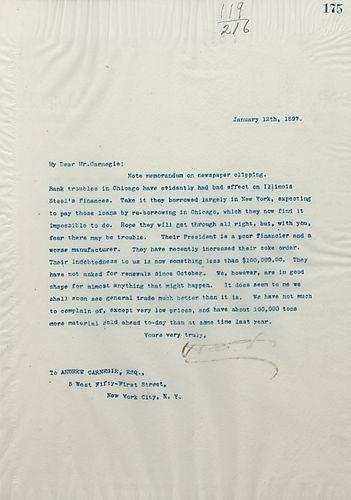 119
216
175
January 12th, 1897.
My Dear Mr. Carnegie:
Note memorandum on newspaper clipping.
Bank troubles in Chicago have evidently had bad effect on Illinois
Steel's finances. Take it they borrowed largely in New York, expecting
to pay those loans by re-borrowing in Chicago, which they now find it
impossible to do. Hope they will get through all right, but, with you,
fear there may be trouble. Their President is a poor financier and a
worse manufacturer. They have recently increased their coke order.
Their indebtedness to us is now something less than $100,000.00. They
have not asked for renewals since October. We, however, are in good
shape for almost anything that might happen. It does seem to me we
shall soon see general trade much better than it is. We have not much
to complain of, except very low prices, and have about 100,000 tons
more material sold ahead to-day than at same time last year.
Yours very truly,
To ANDREW CARNEGIE, ESQ.,
5 West Fifty-First Street,
New York City, N. Y.